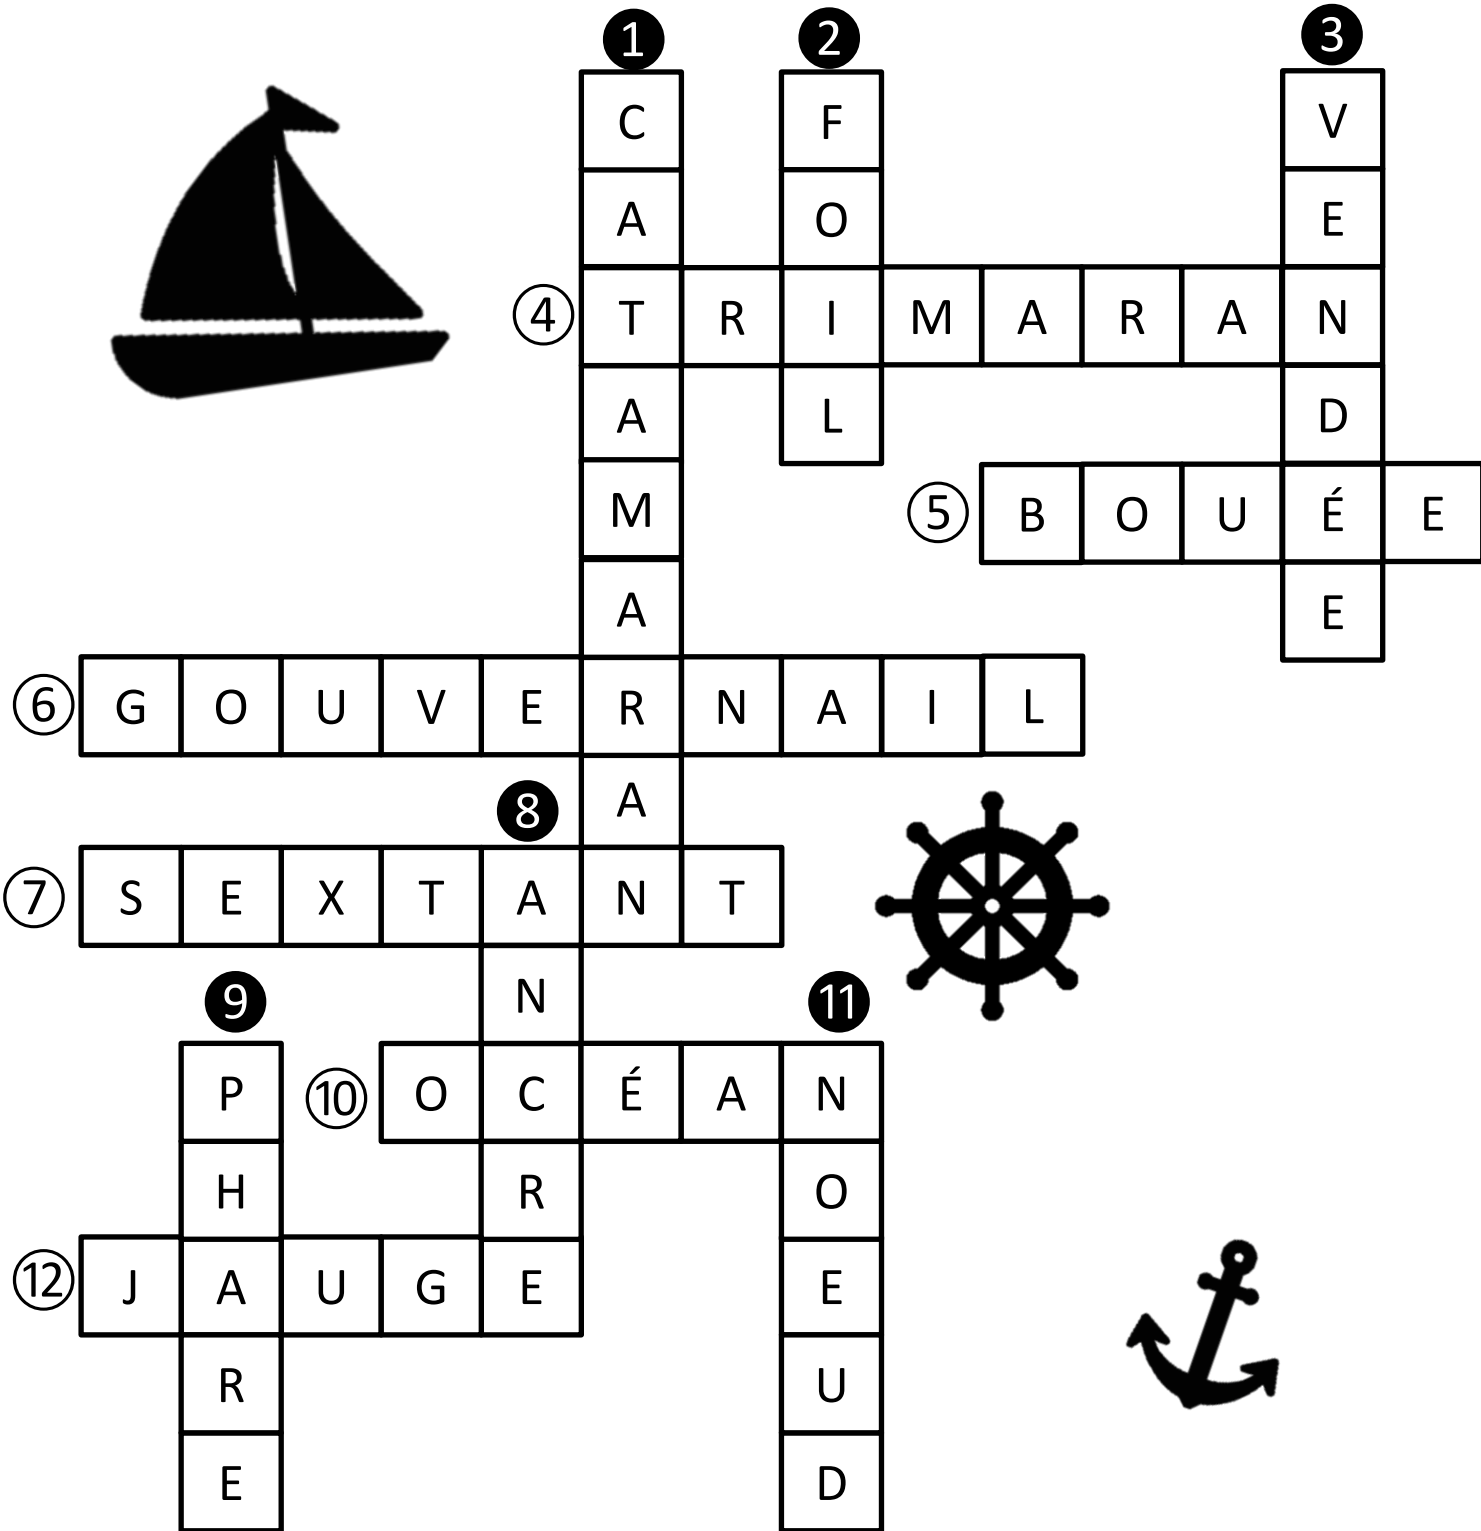 1 2 3
C F V
A O E
4 T R I M A R A N
A L D
M 5 B O U É E
A E
6 G O U V E R N A I L
8 A
7 S E X T A N T
N
9 11
P 10 O C É A N
H R O
12 J A U G E E
R U
E D